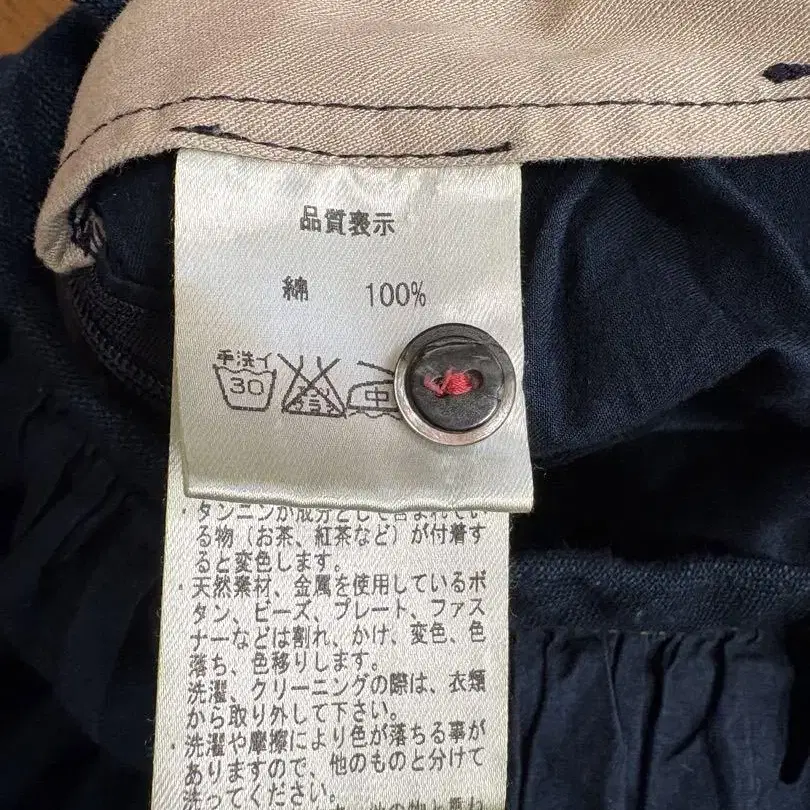 品質表示
綿 100%
手洗イ
30
中
・タンニンが成分として含まれてい
る物（お茶、紅茶など）が付着す
ると変色します。
・天然素材、金属を使用しているボ
タン、ビーズ、プレート、ファス
ナーなどは割れ、かけ、変色、色
落ち、色移りします。
洗濯、クリーニングの際は、衣類
から取り外して下さい。
・洗濯や摩擦により色が落ちる事が
ありますので、他のものと分けて
洗ってください。